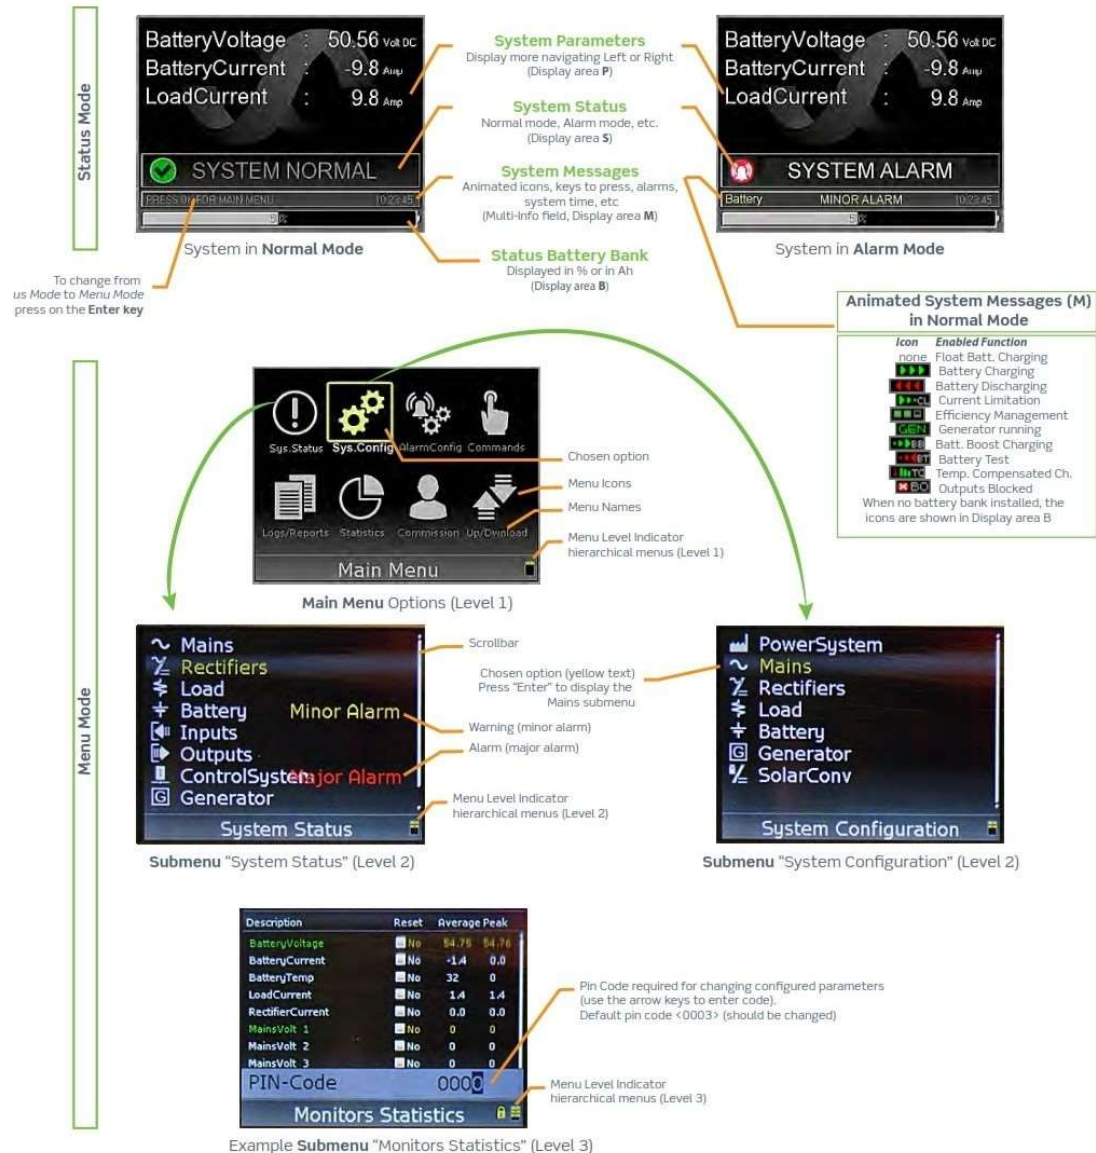 Status Mode
BatteryVoltage : 50.56 Volt DC
BatteryCurrent : -9.8 Amp
LoadCurrent : 9.8 Amp
SYSTEM NORMAL
PRESS OK FOR MAIN MENU 10:23:45
%
System in Normal Mode
System Parameters
Display more navigating Left or Right
(Display area P)
System Status
Normal mode, Alarm mode, etc.
(Display area S)
System Messages
Animated icons, keys to press, alarms,
system time, etc
(Multi-Info field, Display area M)
Status Battery Bank
Displayed in % or in Ah
(Display area B)
BatteryVoltage : 50.56 Volt DC
BatteryCurrent : -9.8 Amp
LoadCurrent : 9.8 Amp
SYSTEM ALARM
Battery MINOR ALARM 10:23:45
%
System in Alarm Mode
To change from
us Mode to Menu Mode
press on the Enter key
Animated System Messages (M)
in Normal Mode
Icon Enabled Function
none Float Batt. Charging
Battery Charging
Battery Discharging
CL Current Limitation
Efficiency Management
GEN Generator running
BB Batt. Boost Charging
BT Battery Test
TC Temp. Compensated Ch.
BO Outputs Blocked
When no battery bank installed, the
icons are shown in Display area B
Menu Mode
Sys.Status Sys.Config AlarmConfig Commands
Logs/Reports Statistics Commission Up/Download
Main Menu
Main Menu Options (Level 1)
Chosen option
Menu Icons
Menu Names
Menu Level Indicator
hierarchical menus (Level 1)
Mains
Rectifiers
Load
Battery Minor Alarm
Inputs
Outputs
ControlSystem Major Alarm
G Generator
System Status
Submenu "System Status" (Level 2)
Scrollbar
Chosen option (yellow text)
Press "Enter" to display the
Mains submenu
Warning (minor alarm)
Alarm (major alarm)
Menu Level Indicator
hierarchical menus (Level 2)
PowerSystem
Mains
Rectifiers
Load
Battery
G Generator
SolarConv
System Configuration
Submenu "System Configuration" (Level 2)
Description Reset Average Peak
BatteryVoltage No 54.75 54.76
BatteryCurrent No -1.4 0.0
BatteryTemp No 32 0
LoadCurrent No 1.4 1.4
RectifierCurrent No 0.0 0.0
MainsVolt 1 No 0 0
MainsVolt 2 No 0 0
MainsVolt 3 No 0 0
PIN-Code 0000
Monitors Statistics
Example Submenu "Monitors Statistics" (Level 3)
Pin Code required for changing configured parameters
(use the arrow keys to enter code).
Default pin code <0003> (should be changed)
Menu Level Indicator
hierarchical menus (Level 3)